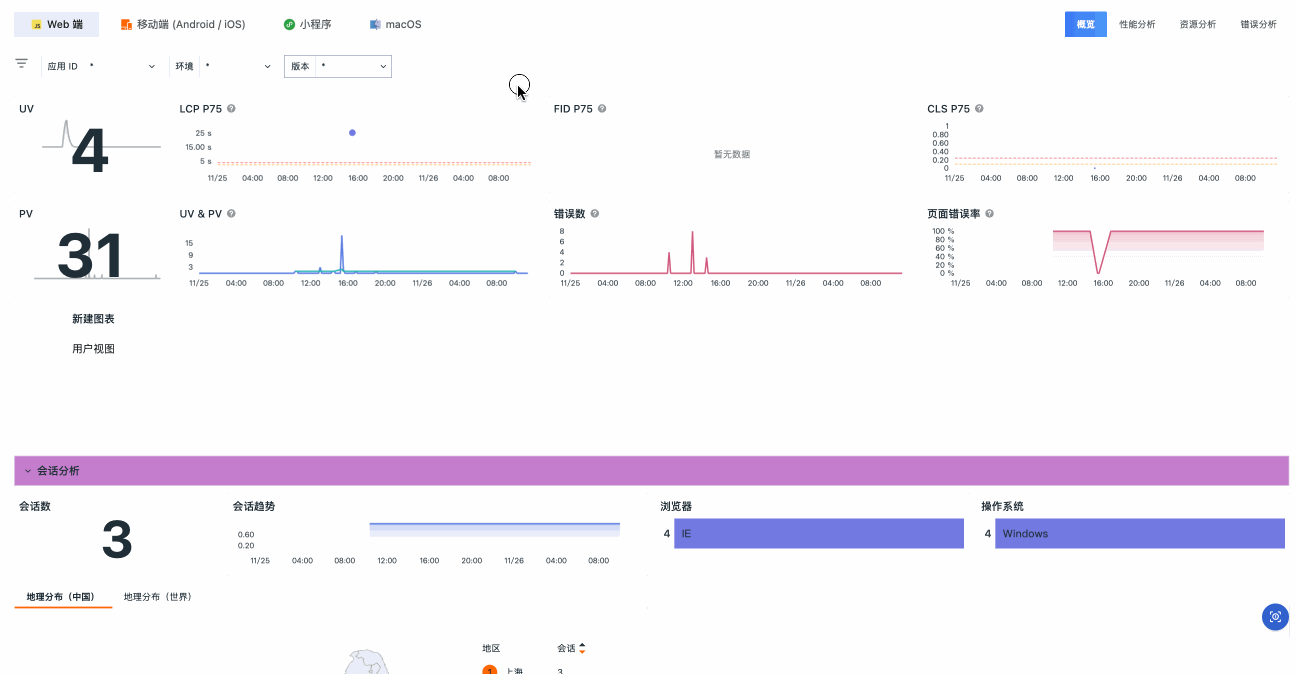 Web 端 移动端 (Android / iOS) 小程序 macOS 概览 性能分析 资源分析 错误分析
应用 ID * 环境 * 版本 *
UV
4
LCP P75
25 s
15.00 s
5 s
11/25 04:00 08:00 12:00 16:00 20:00 11/26 04:00 08:00
FID P75
暂无数据
CLS P75
1
0.80
0.60
0.40
0.20
0
11/25 04:00 08:00 12:00 16:00 20:00 11/26 04:00 08:00
PV
31
UV & PV
15
9
3
11/25 04:00 08:00 12:00 16:00 20:00 11/26 04:00 08:00
错误数
8
6
4
2
0
11/25 04:00 08:00 12:00 16:00 20:00 11/26 04:00 08:00
页面错误率
100 %
80 %
60 %
40 %
20 %
0 %
11/25 04:00 08:00 12:00 16:00 20:00 11/26 04:00 08:00
新建图表
用户视图
会话分析
会话数
3
会话趋势
0.60
0.20
11/25 04:00 08:00 12:00 16:00 20:00 11/26 04:00 08:00
浏览器
4 IE
操作系统
4 Windows
地理分布（中国） 地理分布（世界）
地区 会话
1 上海 3